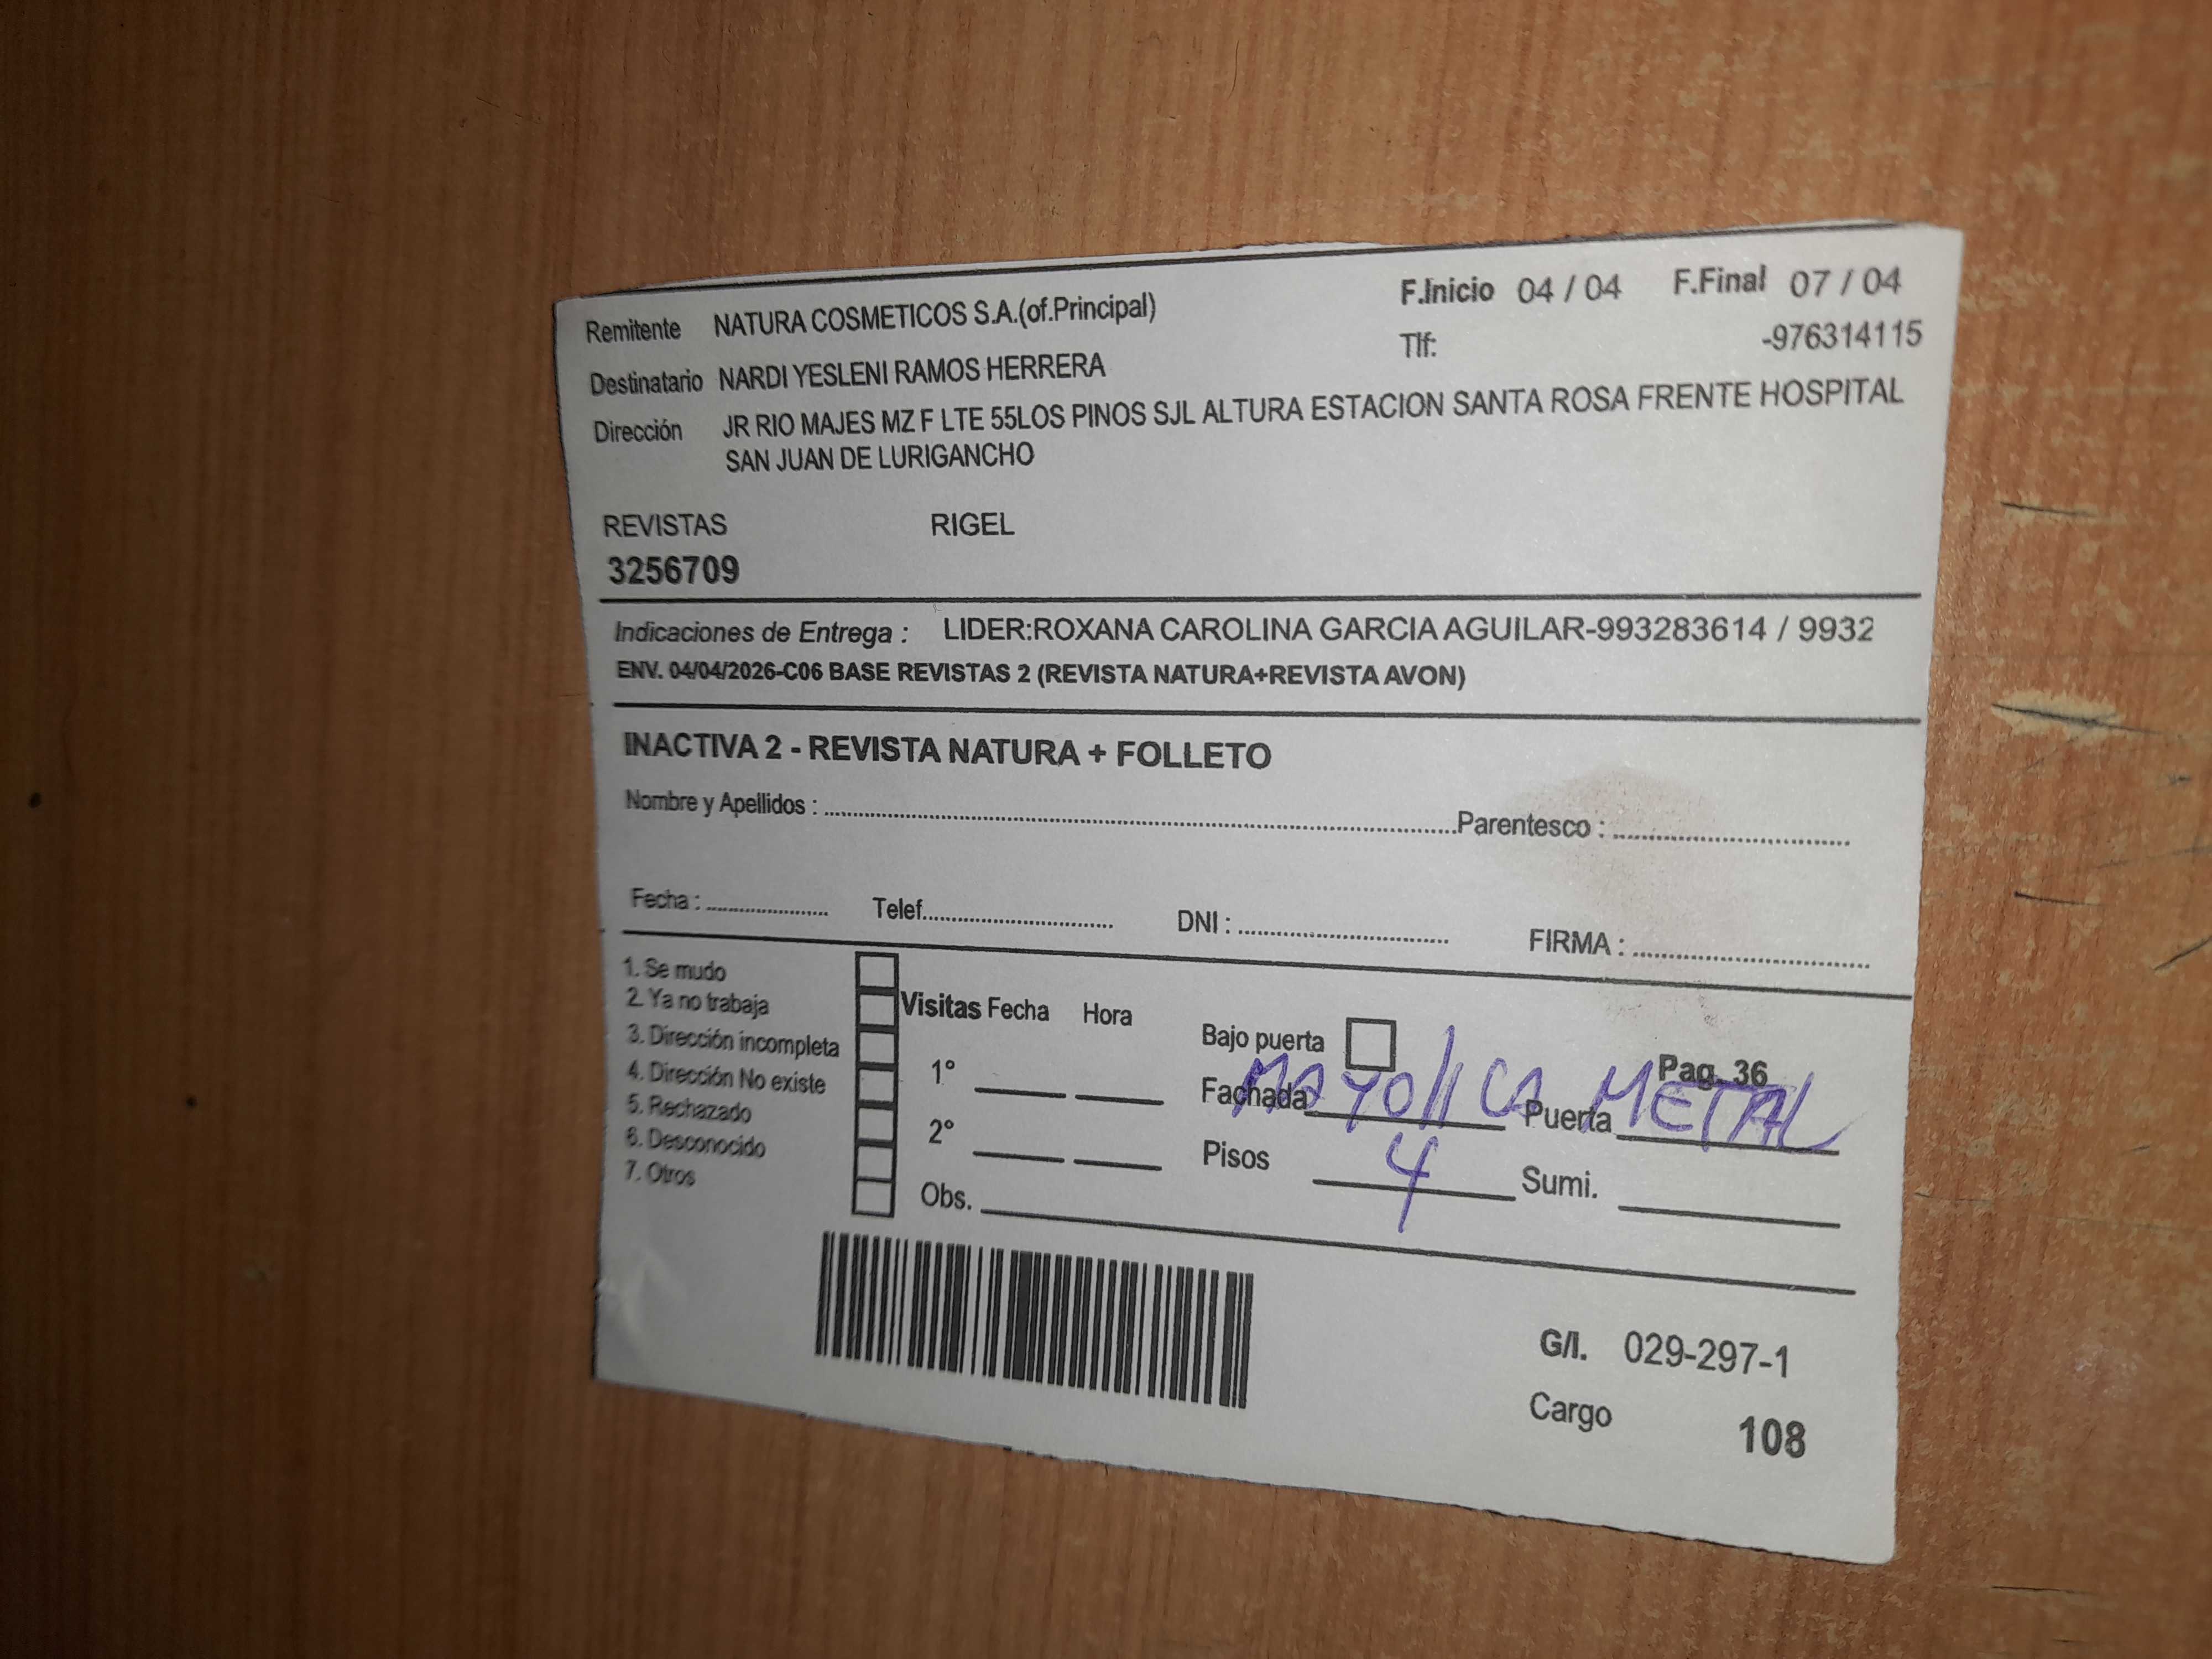 Remitente NATURA COSMETICOS S.A.(of.Principal) F.Inicio 04 / 04 F.Final 07 / 04
Destinatario NARDI YESLENI RAMOS HERRERA Tlf: -976314115
Dirección JR RIO MAJES MZ F LTE 55LOS PINOS SJL ALTURA ESTACION SANTA ROSA FRENTE HOSPITAL
SAN JUAN DE LURIGANCHO
REVISTAS RIGEL
3256709
Indicaciones de Entrega : LIDER:ROXANA CAROLINA GARCIA AGUILAR-993283614 / 9932
ENV. 04/04/2026-C06 BASE REVISTAS 2 (REVISTA NATURA+REVISTA AVON)
INACTIVA 2 - REVISTA NATURA + FOLLETO
Nombre y Apellidos : Parentesco :
Fecha : Telef. DNI : FIRMA :
1. Se mudo
2. Ya no trabaja
3. Dirección incompleta
4. Dirección No existe
5. Rechazado
6. Desconocido
7. Otros
Visitas Fecha Hora
1°
2°
Obs.
Bajo puerta Pag. 36
Fachada MAYOLICA Puerta METAL
Pisos 4 Sumi.
G/I. 029-297-1
Cargo 108